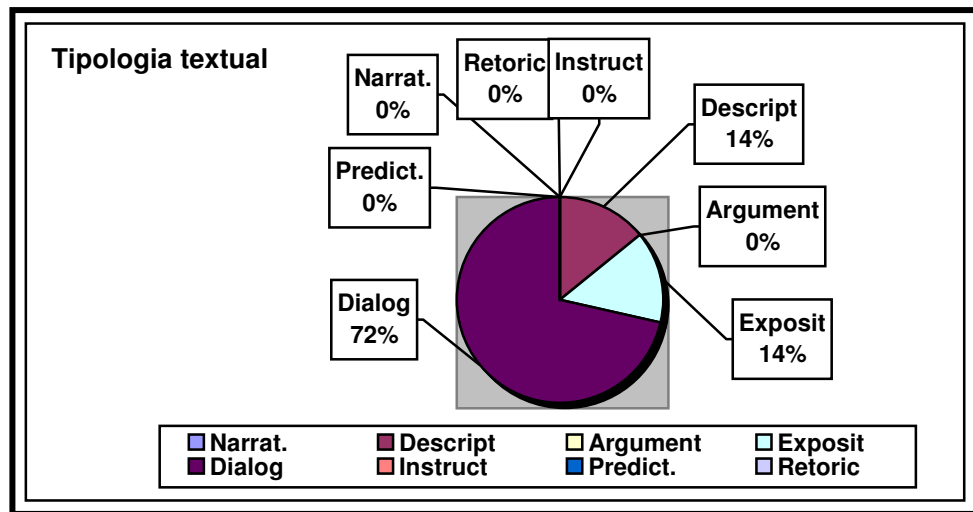 Tipologia textual
Narrat.
0%
Retoric
0%
Instruct
0%
Descript
14%
Predict.
0%
Argument
0%
Dialog
72%
Exposit
14%
Narrat. Descript Argument Exposit
Dialog Instruct Predict. Retoric